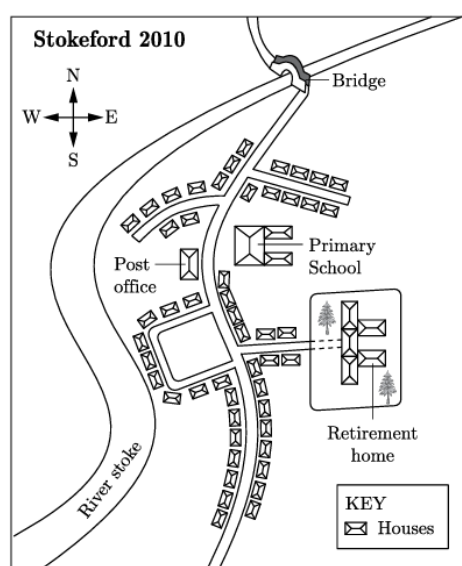 Stokeford 2010
N
W
E
S
Bridge
Primary
School
Post
office
Retirement
home
River stoke
KEY
Houses